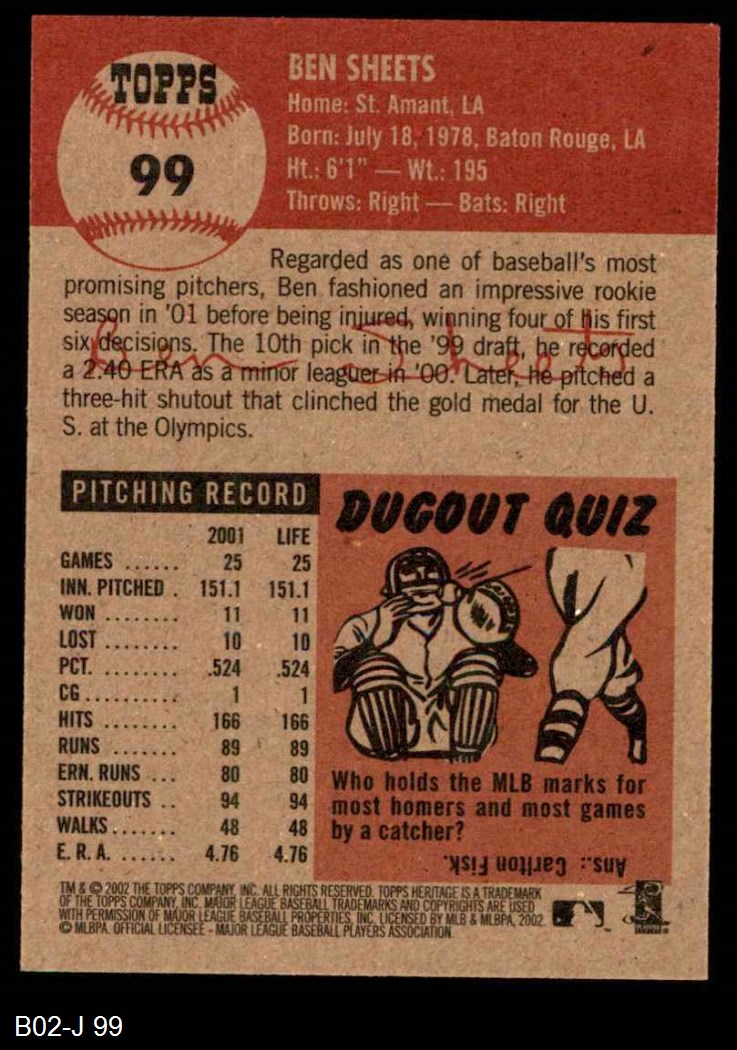 TOPPS
99
BEN SHEETS
Home: St. Amant, LA
Born: July 18, 1978, Baton Rouge, LA
Ht.: 6'1" — Wt.: 195
Throws: Right — Bats: Right
Regarded as one of baseball's most
promising pitchers, Ben fashioned an impressive rookie
season in '01 before being injured, winning four of his first
six decisions. The 10th pick in the '99 draft, he recorded
a 2.40 ERA as a minor leaguer in '00. Later, he pitched a
three-hit shutout that clinched the gold medal for the U.
S. at the Olympics.
Ben Sheets
PITCHING RECORD
2001 LIFE
GAMES ...... 25 25
INN. PITCHED . 151.1 151.1
WON ........ 11 11
LOST ........ 10 10
PCT. ........ .524 .524
CG.......... 1 1
HITS ........ 166 166
RUNS ....... 89 89
ERN. RUNS ... 80 80
STRIKEOUTS .. 94 94
WALKS....... 48 48
E. R. A. ...... 4.76 4.76
DUGOUT QUIZ
Who holds the MLB marks for
most homers and most games
by a catcher?
Ans.: Carlton Fisk.
TM & © 2002 THE TOPPS COMPANY, INC. ALL RIGHTS RESERVED. TOPPS HERITAGE IS A TRADEMARK
OF THE TOPPS COMPANY, INC. MAJOR LEAGUE BASEBALL TRADEMARKS AND COPYRIGHTS ARE USED
WITH PERMISSION OF MAJOR LEAGUE BASEBALL PROPERTIES, INC. LICENSED BY MLB & MLBPA, 2002
© MLBPA. OFFICIAL LICENSEE - MAJOR LEAGUE BASEBALL PLAYERS ASSOCIATION.
B02-J 99